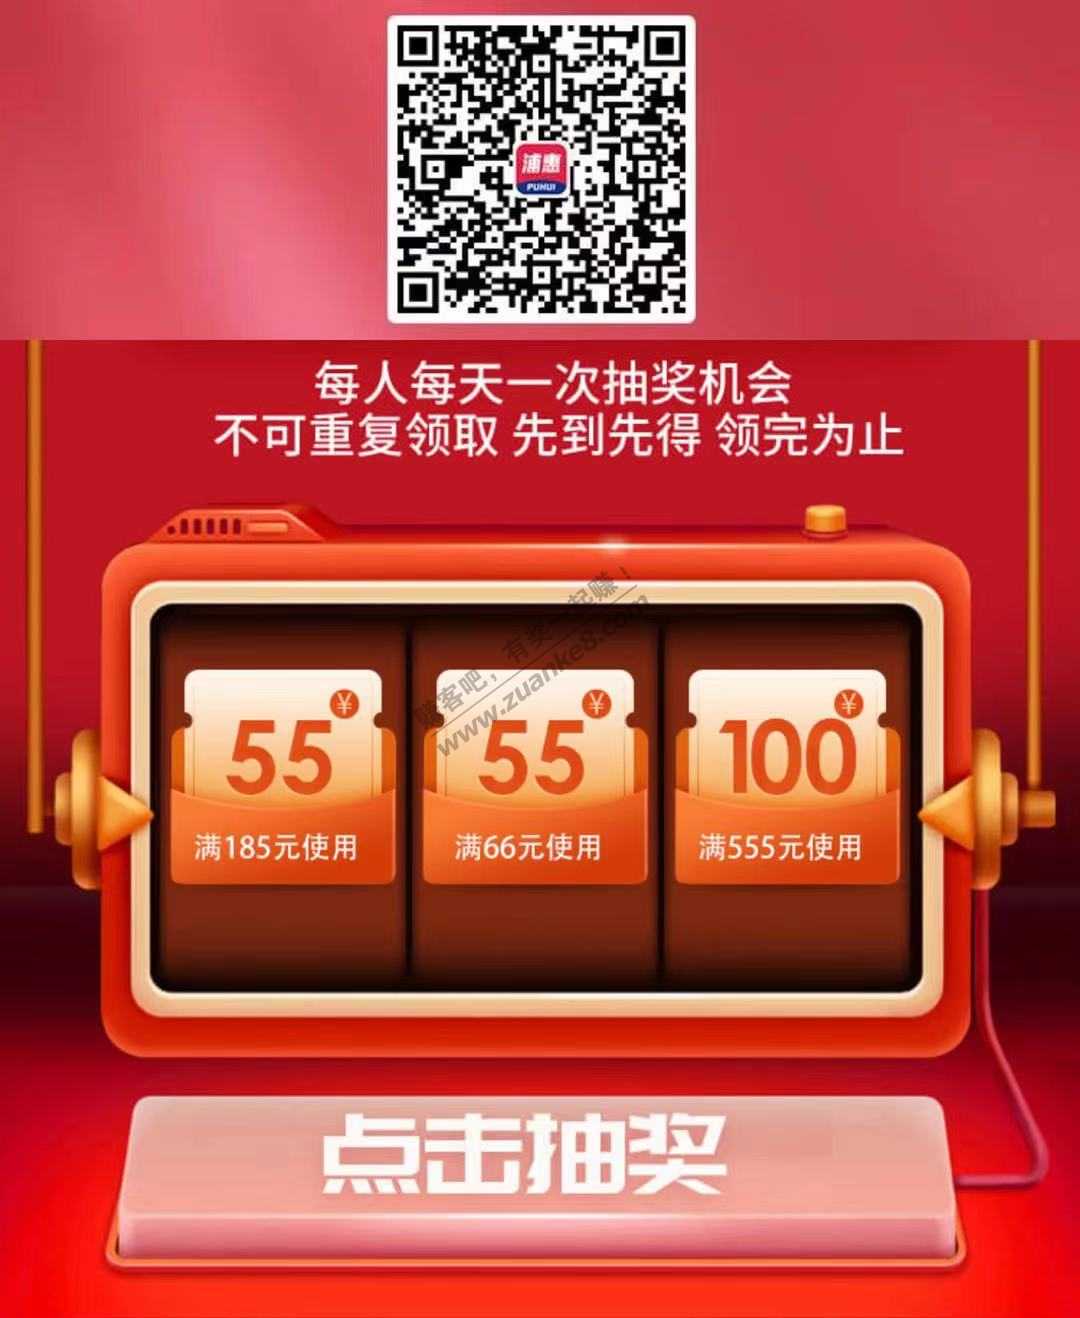 浦惠
PUHUI
每人每天一次抽奖机会
不可重复领取 先到先得 领完为止
赚客吧，有奖一起赚！
www.zuanke8.com
¥
55
满185元使用
¥
55
满66元使用
¥
100
满555元使用
点击抽奖